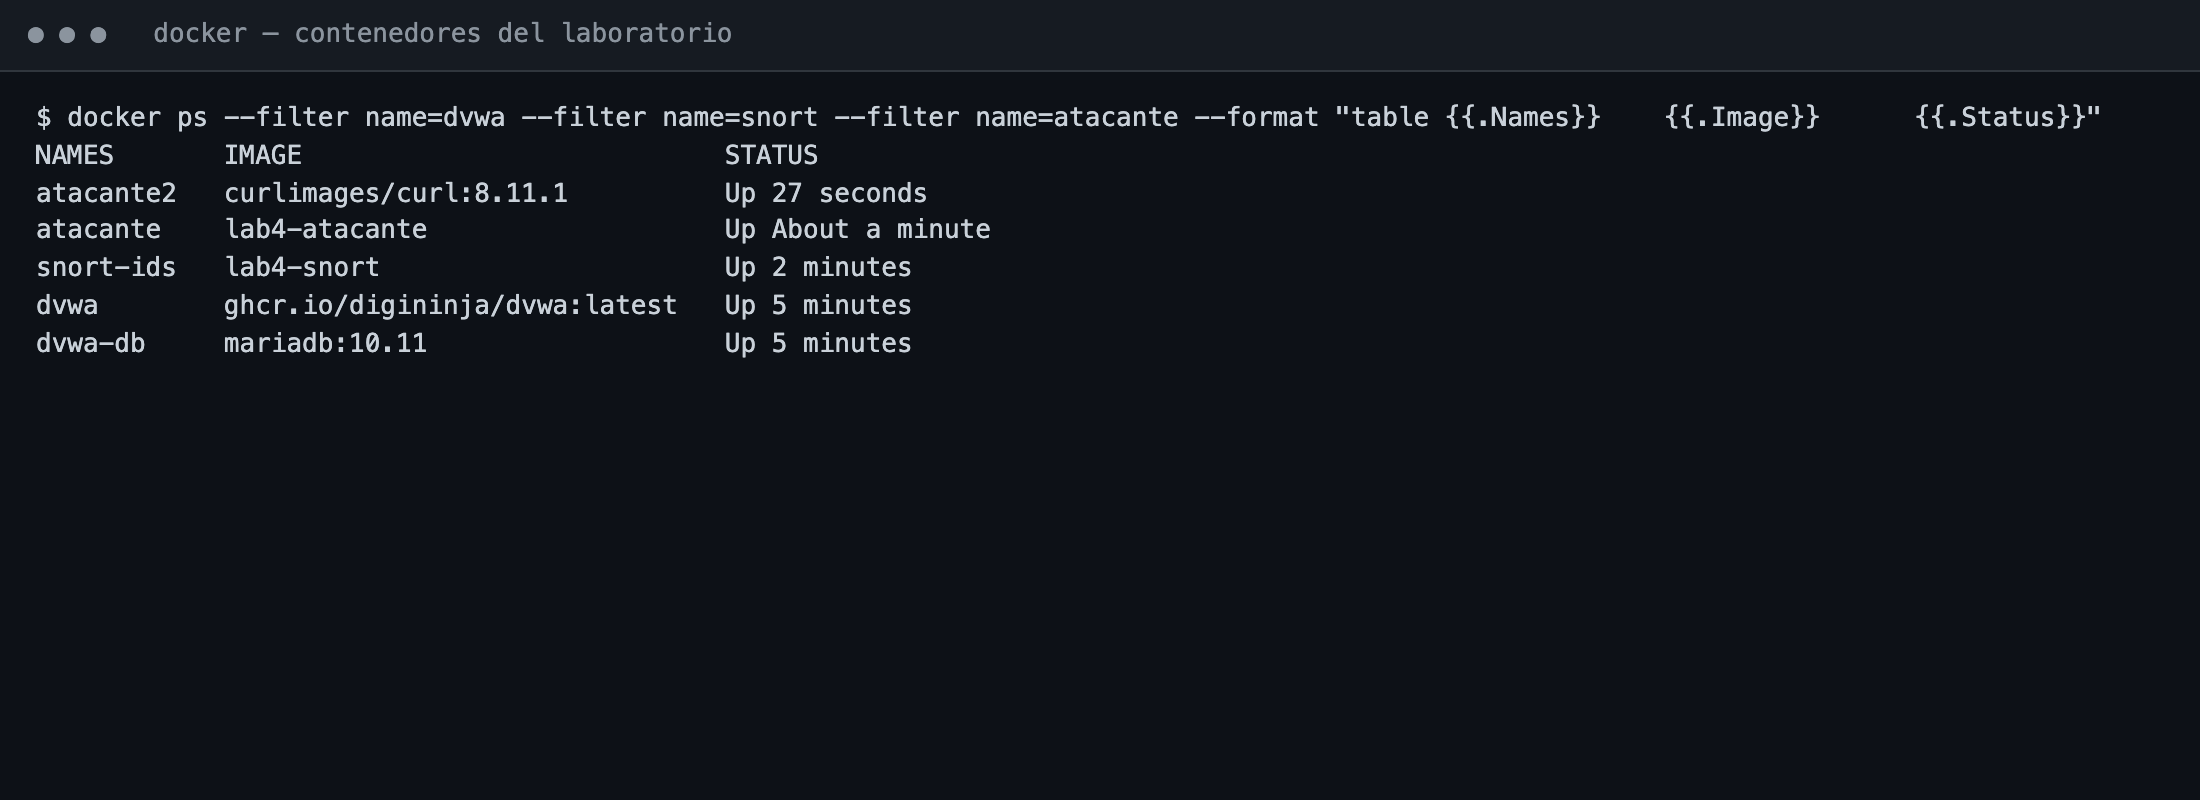 docker — contenedores del laboratorio
$ docker ps --filter name=dvwa --filter name=snort --filter name=atacante --format "table {{.Names}}    {{.Image}}      {{.Status}}"
NAMES       IMAGE                           STATUS
atacante2   curlimages/curl:8.11.1          Up 27 seconds
atacante    lab4-atacante                   Up About a minute
snort-ids   lab4-snort                      Up 2 minutes
dvwa        ghcr.io/digininja/dvwa:latest   Up 5 minutes
dvwa-db     mariadb:10.11                   Up 5 minutes